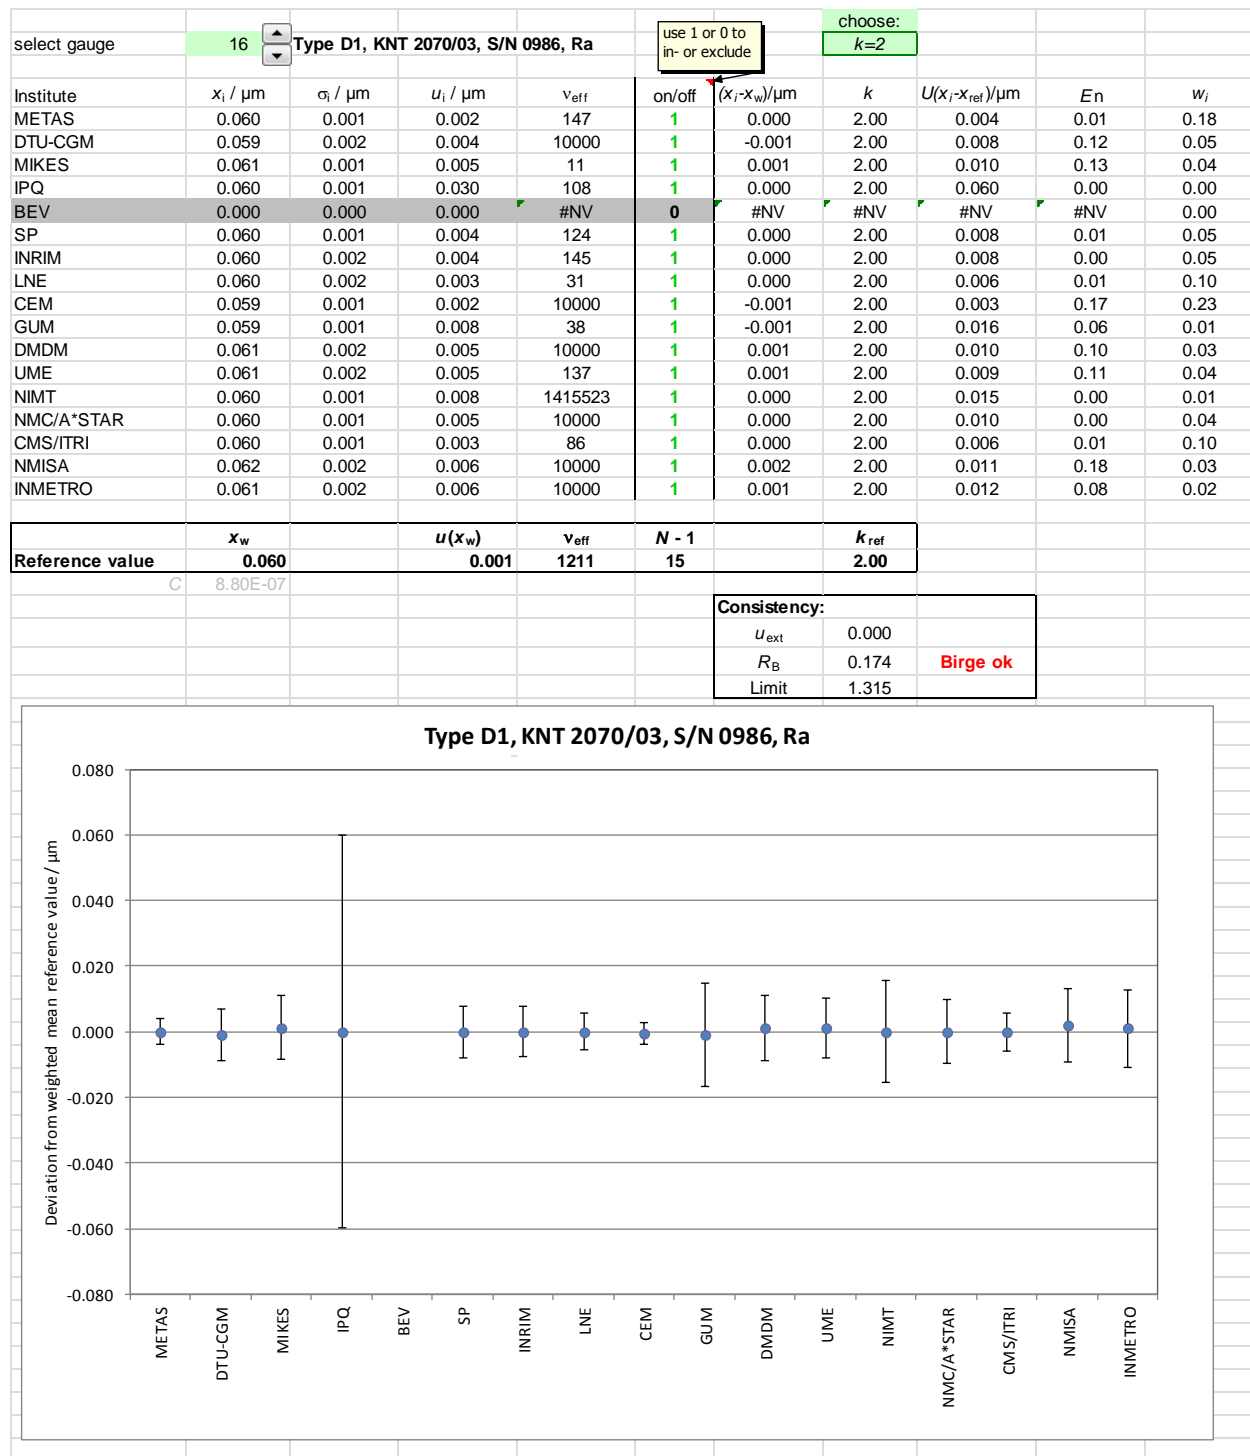 choose:
select gauge 16 Type D1, KNT 2070/03, S/N 0986, Ra use 1 or 0 to in- or exclude k=2
Institute xi / µm σi / µm ui / µm νeff on/off (xi-xw)/µm k U(xi-xref)/µm En wi
METAS 0.060 0.001 0.002 147 1 0.000 2.00 0.004 0.01 0.18
DTU-CGM 0.059 0.002 0.004 10000 1 -0.001 2.00 0.008 0.12 0.05
MIKES 0.061 0.001 0.005 11 1 0.001 2.00 0.010 0.13 0.04
IPQ 0.060 0.001 0.030 108 1 0.000 2.00 0.060 0.00 0.00
BEV 0.000 0.000 0.000 #NV 0 #NV #NV #NV #NV 0.00
SP 0.060 0.001 0.004 124 1 0.000 2.00 0.008 0.01 0.05
INRIM 0.060 0.002 0.004 145 1 0.000 2.00 0.008 0.00 0.05
LNE 0.060 0.002 0.003 31 1 0.000 2.00 0.006 0.01 0.10
CEM 0.059 0.001 0.002 10000 1 -0.001 2.00 0.003 0.17 0.23
GUM 0.059 0.001 0.008 38 1 -0.001 2.00 0.016 0.06 0.01
DMDM 0.061 0.002 0.005 10000 1 0.001 2.00 0.010 0.10 0.03
UME 0.061 0.002 0.005 137 1 0.001 2.00 0.009 0.11 0.04
NIMT 0.060 0.001 0.008 1415523 1 0.000 2.00 0.015 0.00 0.01
NMC/A*STAR 0.060 0.001 0.005 10000 1 0.000 2.00 0.010 0.00 0.04
CMS/ITRI 0.060 0.001 0.003 86 1 0.000 2.00 0.006 0.01 0.10
NMISA 0.062 0.002 0.006 10000 1 0.002 2.00 0.011 0.18 0.03
INMETRO 0.061 0.002 0.006 10000 1 0.001 2.00 0.012 0.08 0.02
xw u(xw) νeff N - 1 kref
Reference value 0.060 0.001 1211 15 2.00
C 8.80E-07
Consistency:
uext 0.000
RB 0.174 Birge ok
Limit 1.315
Type D1, KNT 2070/03, S/N 0986, Ra
Deviation from weighted mean reference value / µm
0.080
0.060
0.040
0.020
0.000
-0.020
-0.040
-0.060
-0.080
METAS DTU-CGM MIKES IPQ BEV SP INRIM LNE CEM GUM DMDM UME NIMT NMC/A*STAR CMS/ITRI NMISA INMETRO